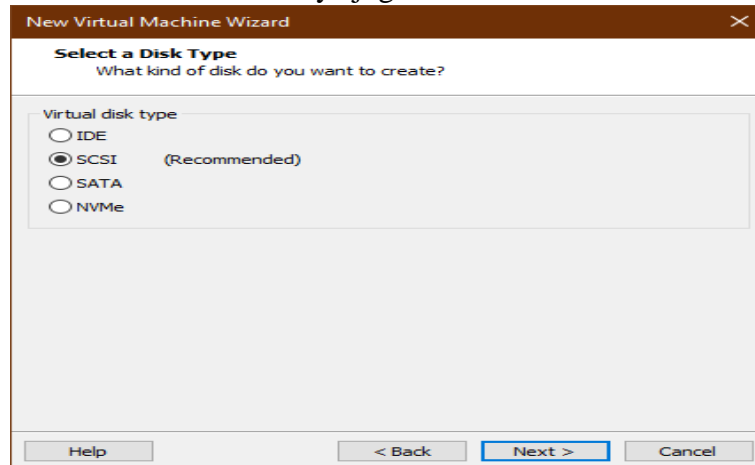 New Virtual Machine Wizard
Select a Disk Type
What kind of disk do you want to create?
Virtual disk type
IDE
SCSI (Recommended)
SATA
NVMe
Help < Back Next > Cancel